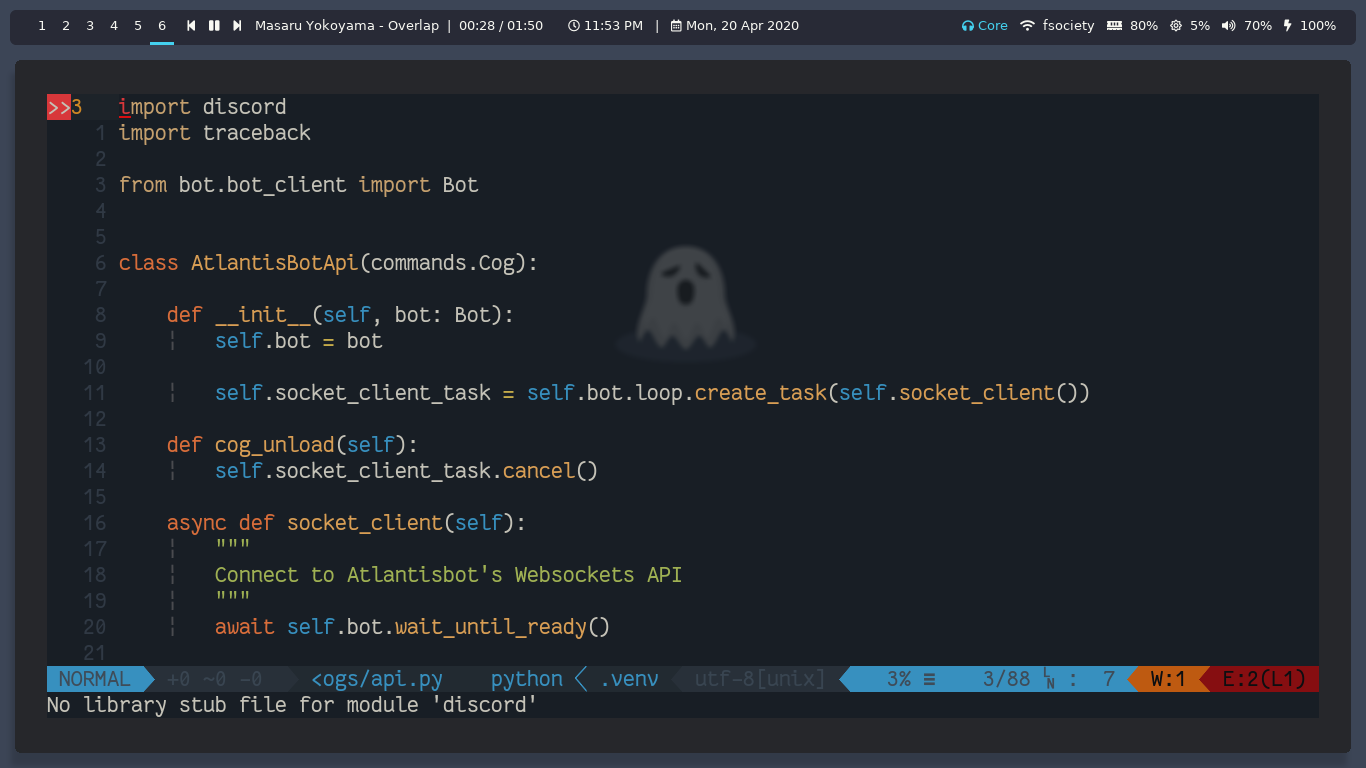 1 2 3 4 5 6 Masaru Yokoyama - Overlap | 00:28 / 01:50 11:53 PM | Mon, 20 Apr 2020 Core fsociety 80% 5% 70% 100%
>>3 import discord
1 import traceback
2
3 from bot.bot_client import Bot
4
5
6 class AtlantisBotApi(commands.Cog):
7
8 def __init__(self, bot: Bot):
9 ¦ self.bot = bot
10
11 ¦ self.socket_client_task = self.bot.loop.create_task(self.socket_client())
12
13 def cog_unload(self):
14 ¦ self.socket_client_task.cancel()
15
16 async def socket_client(self):
17 ¦ """
18 ¦ Connect to Atlantisbot's Websockets API
19 ¦ """
20 ¦ await self.bot.wait_until_ready()
21
NORMAL +0 ~0 -0 <ogs/api.py python .venv utf-8[unix] 3% ≡ 3/88 LN : 7 W:1 E:2(L1)
No library stub file for module 'discord'